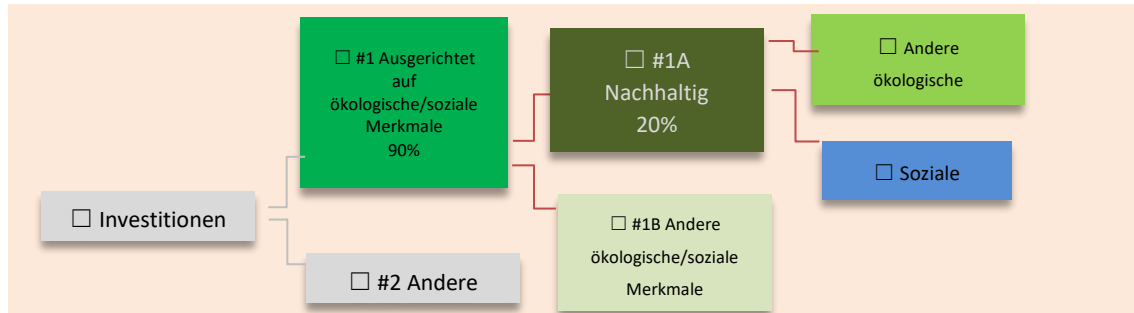 ☐ #1 Ausgerichtet
auf
ökologische/soziale
Merkmale
90%
☐ #1A
Nachhaltig
20%
☐ Andere
ökologische
☐ Soziale
☐ Investitionen
☐ #1B Andere
ökologische/soziale
Merkmale
☐ #2 Andere